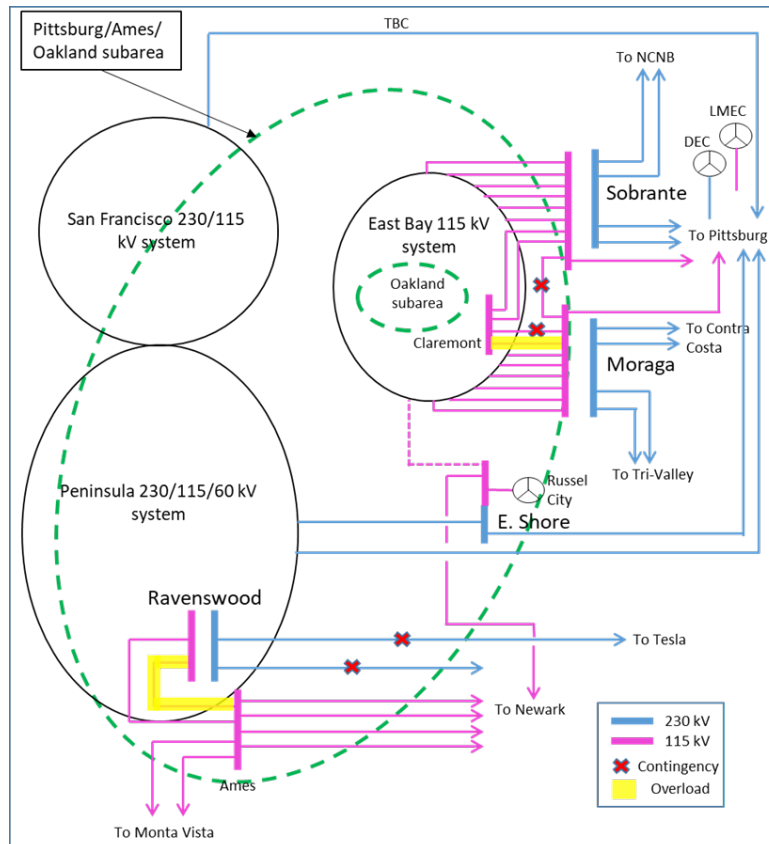 Pittsburg/Ames/
Oakland subarea
TBC
To NCNB
LMEC
DEC
San Francisco 230/115
kV system
East Bay 115 kV
system
Sobrante
To Pittsburg
Oakland
subarea
Claremont
To Contra
Costa
Moraga
To Tri-Valley
Peninsula 230/115/60 kV
system
Russel
City
E. Shore
Ravenswood
To Tesla
To Newark
Ames
To Monta Vista
230 kV
115 kV
Contingency
Overload